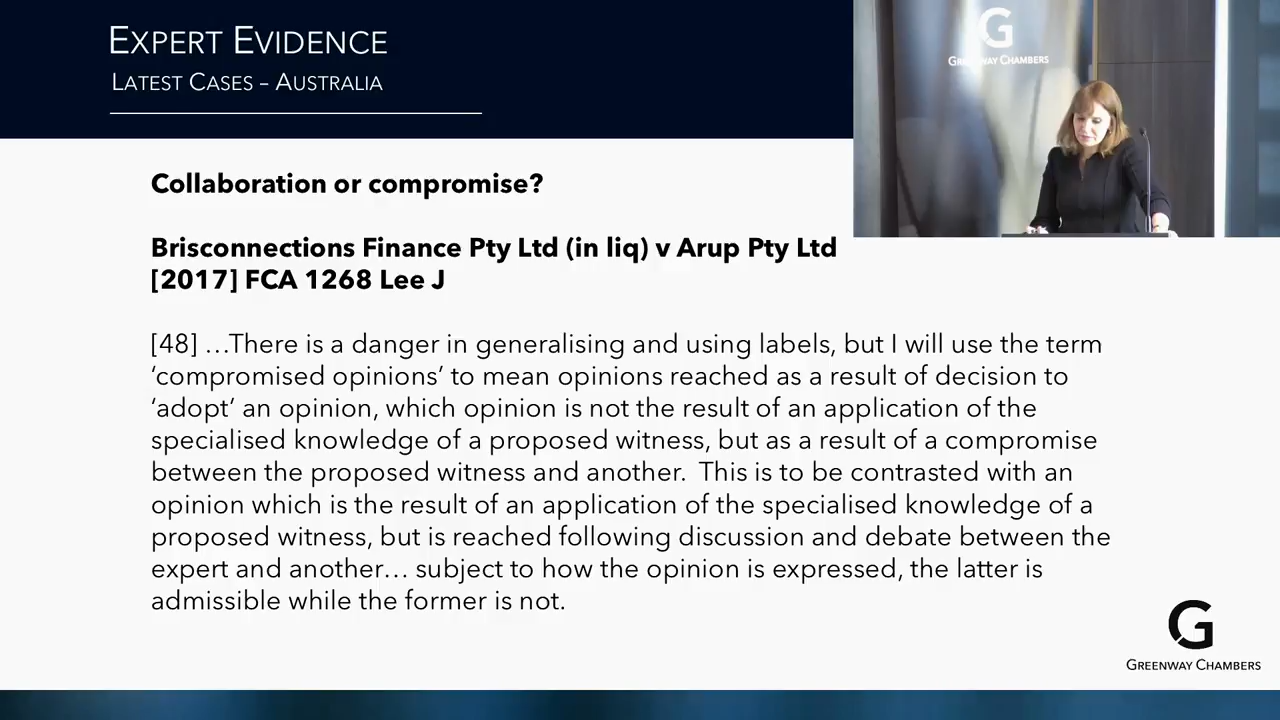 EXPERT EVIDENCE
LATEST CASES – AUSTRALIA
G
GREENWAY CHAMBERS
Collaboration or compromise?
Brisconnections Finance Pty Ltd (in liq) v Arup Pty Ltd
[2017] FCA 1268 Lee J
[48] …There is a danger in generalising and using labels, but I will use the term
‘compromised opinions’ to mean opinions reached as a result of decision to
‘adopt’ an opinion, which opinion is not the result of an application of the
specialised knowledge of a proposed witness, but as a result of a compromise
between the proposed witness and another.  This is to be contrasted with an
opinion which is the result of an application of the specialised knowledge of a
proposed witness, but is reached following discussion and debate between the
expert and another… subject to how the opinion is expressed, the latter is
admissible while the former is not.
G
GREENWAY CHAMBERS